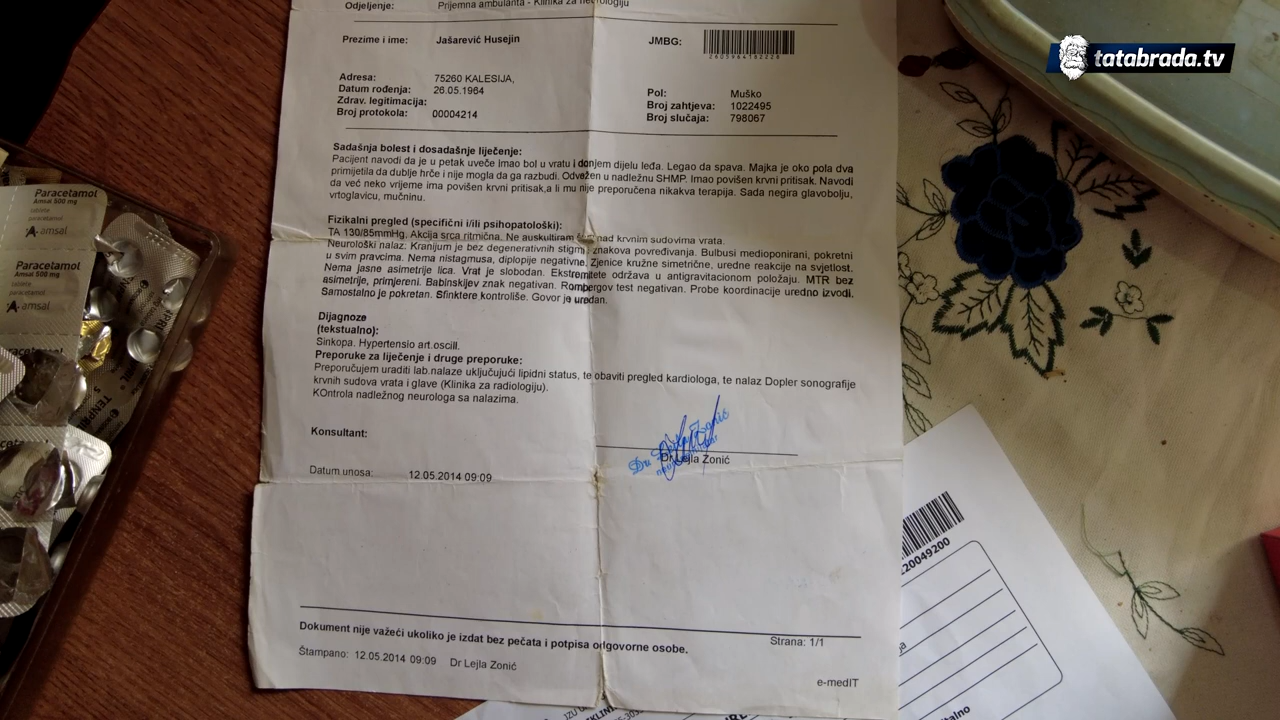 tatabrada.tv
Odjeljenje: Prijemna ambulanta - Klinika za neurologiju
Prezime i ime: Jašarević Husejin
JMBG:
2605964182228
Adresa: 75260 KALESIJA,
Datum rođenja: 26.05.1964
Zdrav. legitimacija:
Broj protokola: 00004214
Pol: Muško
Broj zahtjeva: 1022495
Broj slučaja: 798067
Sadašnja bolest i dosadašnje liječenje:
Pacijent navodi da je u petak uveče imao bol u vratu i donjem dijelu leđa. Legao da spava. Majka je oko pola dva
primijetila da dublje hrče i nije mogla da ga razbudi. Odvežen u nadležnu SHMP. Imao povišen krvni pritisak. Navodi
da već neko vrijeme ima povišen krvni pritisak,a li mu nije preporučena nikakva terapija. Sada negira glavobolju,
vrtoglavicu, mučninu.
Fizikalni pregled (specifični i/ili psihopatološki):
TA 130/85mmHg. Akcija srca ritmična. Ne auskultiram nad krvnim sudovima vrata.
Neurološki nalaz. Kranijum je bez degenerativnih stigmi znakova povređivanja. Bulbusi medioponirani, pokretni
u svim pravcima. Nema nistagmusa, diplopije negativne. Zjenice kružne simetrične, uredne reakcije na svjetlost.
Nema jasne asimetrije lica. Vrat je slobodan. Ekstremitete održava u antigravitacionom položaju. MTR bez
asimetrije, primjereni. Babinskijev znak negativan. Rombergov test negativan. Probe koordinacije uredno izvodi.
Samostalno je pokretan. Sfinktere kontroliše. Govor je uredan.
Dijagnoze
(tekstualno):
Sinkopa. Hypertensio art.oscill.
Preporuke za liječenje i druge preporuke:
Preporučujem uraditi lab.nalaze uključujući lipidni status, te obaviti pregled kardiologa, te nalaz Dopler sonografije
krvnih sudova vrata i glave (Klinika za radiologiju).
KOntrola nadležnog neurologa sa nalazima.
Konsultant:
Dr Lejla Zonić
Datum unosa: 12.05.2014 09:09
Dokument nije važeći ukoliko je izdat bez pečata i potpisa odgovorne osobe.
Strana: 1/1
Štampano: 12.05.2014 09:09 Dr Lejla Zonić
e-medIT
Paracetamol
Amsal 500 mg
tablete
paracetamol
amsal
Paracetamol
Amsal 500 mg
tablete
paracetamol
amsal
20049200